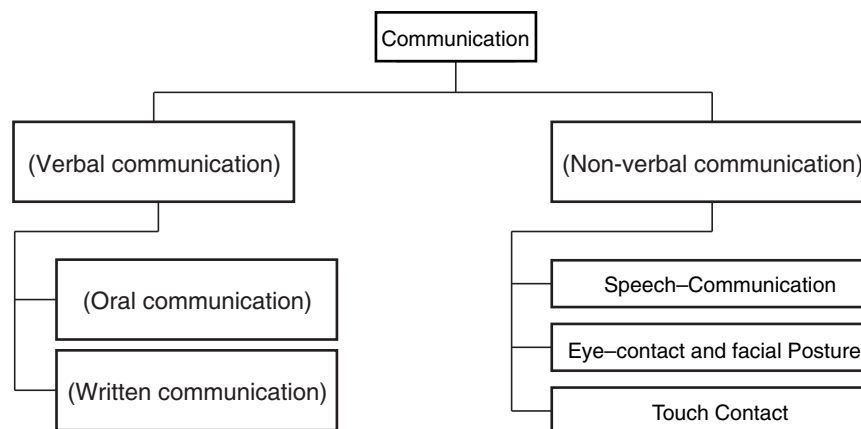 Communication
(Verbal communication)
(Non-verbal communication)
(Oral communication)
(Written communication)
Speech–Communication
Eye–contact and facial Posture
Touch Contact